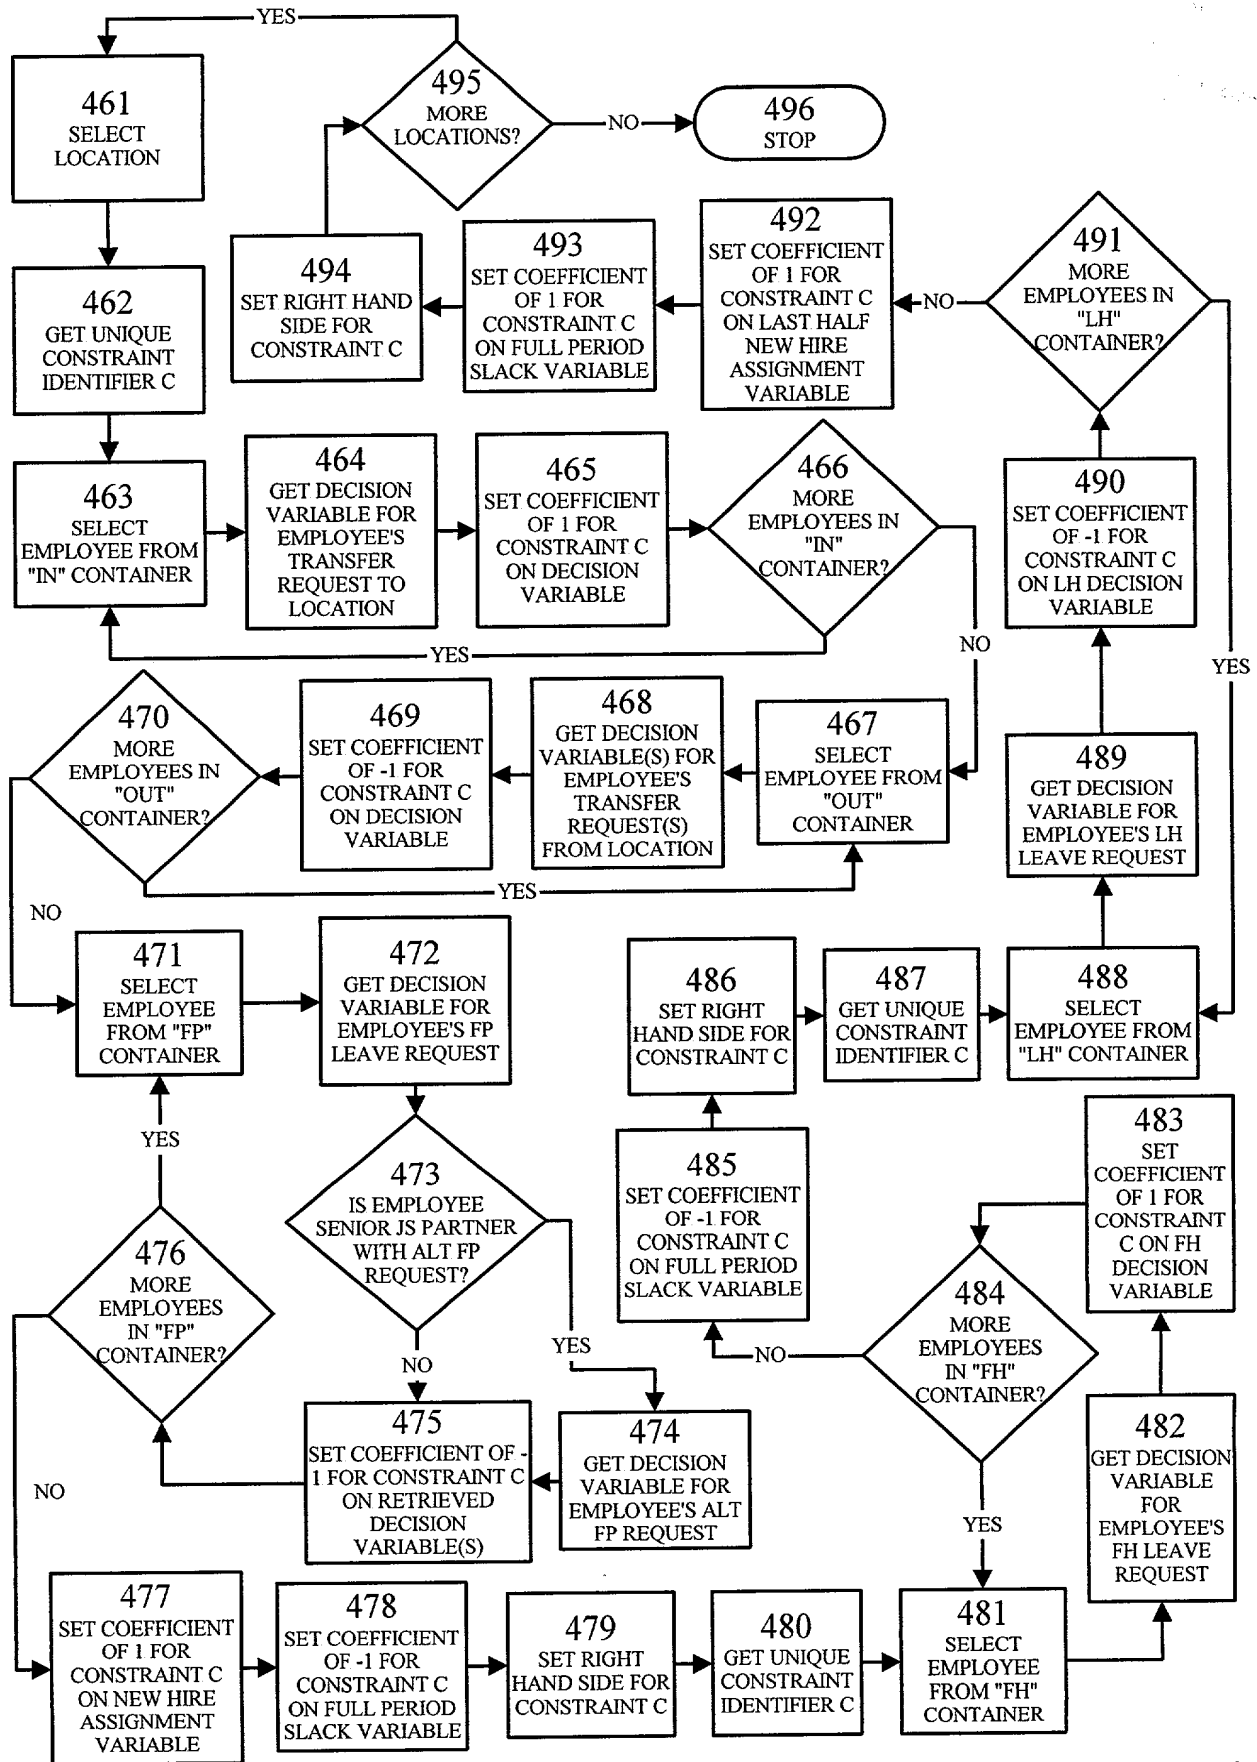 YES
461
SELECT
LOCATION
495
MORE
LOCATIONS?
NO
496
STOP
462
GET UNIQUE
CONSTRAINT
IDENTIFIER C
494
SET RIGHT HAND
SIDE FOR
CONSTRAINT C
493
SET COEFFICIENT
OF 1 FOR
CONSTRAINT C
ON FULL PERIOD
SLACK VARIABLE
492
SET COEFFICIENT
OF 1 FOR
CONSTRAINT C
ON LAST HALF
NEW HIRE
ASSIGNMENT
VARIABLE
NO
491
MORE
EMPLOYEES IN
"LH"
CONTAINER?
463
SELECT
EMPLOYEE FROM
"IN" CONTAINER
464
GET DECISION
VARIABLE FOR
EMPLOYEE'S
TRANSFER
REQUEST TO
LOCATION
465
SET COEFFICIENT
OF 1 FOR
CONSTRAINT C
ON DECISION
VARIABLE
466
MORE
EMPLOYEES IN
"IN"
CONTAINER?
490
SET COEFFICIENT
OF -1 FOR
CONSTRAINT C
ON LH DECISION
VARIABLE
YES
NO
YES
470
MORE
EMPLOYEES IN
"OUT"
CONTAINER?
469
SET COEFFICIENT
OF -1 FOR
CONSTRAINT C
ON DECISION
VARIABLE
468
GET DECISION
VARIABLE(S) FOR
EMPLOYEE'S
TRANSFER
REQUEST(S)
FROM LOCATION
467
SELECT
EMPLOYEE FROM
"OUT"
CONTAINER
489
GET DECISION
VARIABLE FOR
EMPLOYEE'S LH
LEAVE REQUEST
YES
NO
471
SELECT
EMPLOYEE
FROM "FP"
CONTAINER
472
GET DECISION
VARIABLE FOR
EMPLOYEE'S FP
LEAVE REQUEST
486
SET RIGHT
HAND SIDE FOR
CONSTRAINT C
487
GET UNIQUE
CONSTRAINT
IDENTIFIER C
488
SELECT
EMPLOYEE FROM
"LH" CONTAINER
YES
473
IS EMPLOYEE
SENIOR JS PARTNER
WITH ALT FP
REQUEST?
485
SET COEFFICIENT
OF -1 FOR
CONSTRAINT C
ON FULL PERIOD
SLACK VARIABLE
483
SET
COEFFICIENT
OF 1 FOR
CONSTRAINT
C ON FH
DECISION
VARIABLE
476
MORE
EMPLOYEES
IN "FP"
CONTAINER?
484
MORE
EMPLOYEES
IN "FH"
CONTAINER?
YES
NO
NO
475
SET COEFFICIENT OF -
1 FOR CONSTRAINT C
ON RETRIEVED
DECISION
VARIABLE(S)
474
GET DECISION
VARIABLE FOR
EMPLOYEE'S ALT
FP REQUEST
482
GET DECISION
VARIABLE
FOR
EMPLOYEE'S
FH LEAVE
REQUEST
NO
YES
477
SET COEFFICIENT
OF 1 FOR
CONSTRAINT C
ON NEW HIRE
ASSIGNMENT
VARIABLE
478
SET COEFFICIENT
OF -1 FOR
CONSTRAINT C
ON FULL PERIOD
SLACK VARIABLE
479
SET RIGHT
HAND SIDE FOR
CONSTRAINT C
480
GET UNIQUE
CONSTRAINT
IDENTIFIER C
481
SELECT
EMPLOYEE
FROM "FH"
CONTAINER